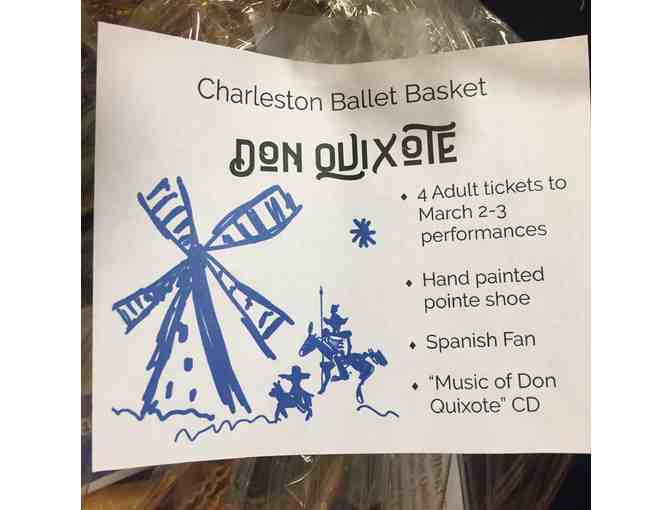 Charleston Ballet Basket
DON QUIXOTE
• 4 Adult tickets to
March 2-3
performances
• Hand painted
pointe shoe
• Spanish Fan
• "Music of Don
Quixote" CD